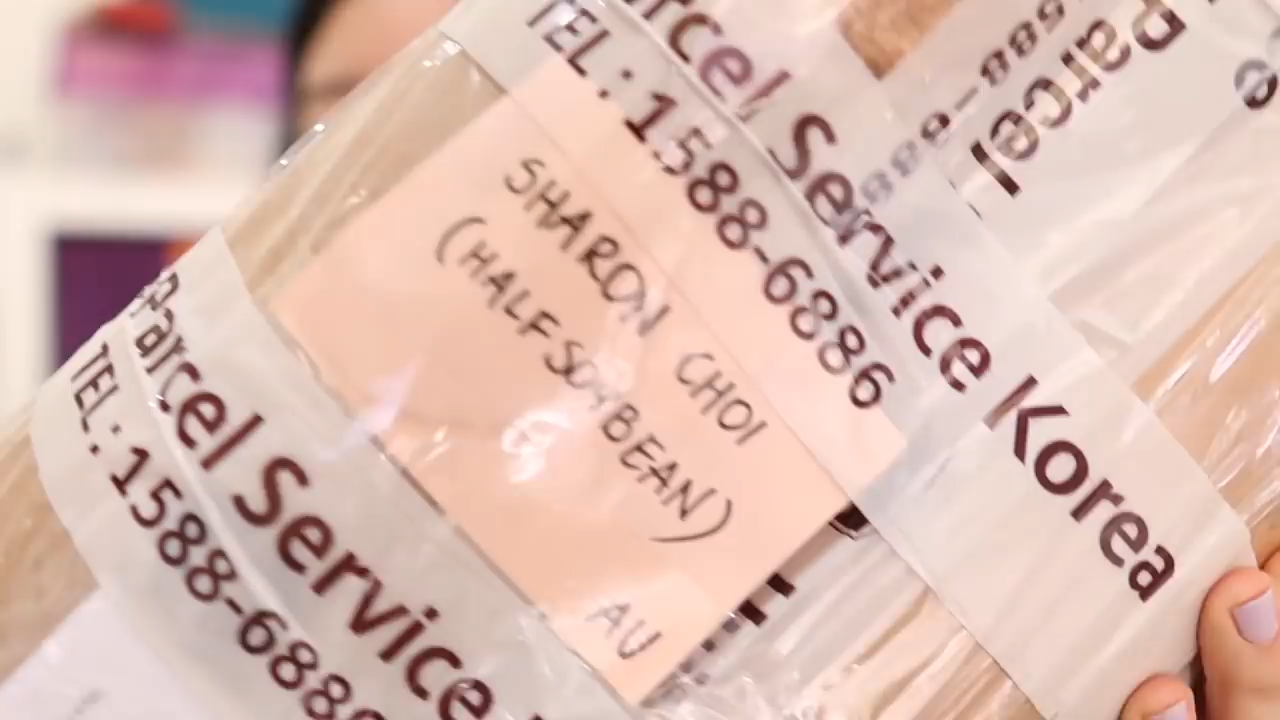 Parcel Service Korea
TEL : 1588-6886
SHARON CHOI
(HALF-SOYBEAN)
AU
Parcel Service
TEL : 1588-688
Parcel